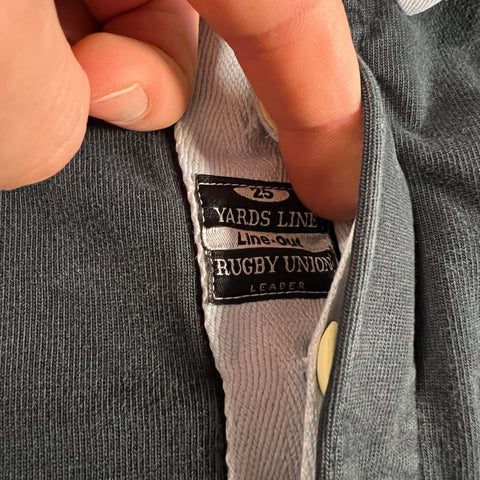 25
YARDS LINE
Line-out
RUGBY UNION
LEADER